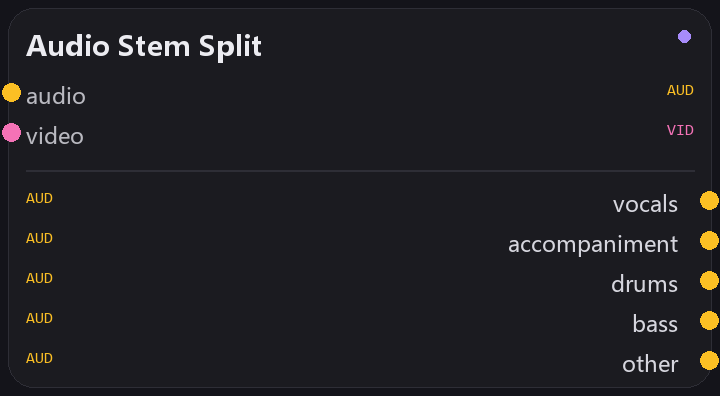 Audio Stem Split
audio AUD
video VID
AUD vocals
AUD accompaniment
AUD drums
AUD bass
AUD other